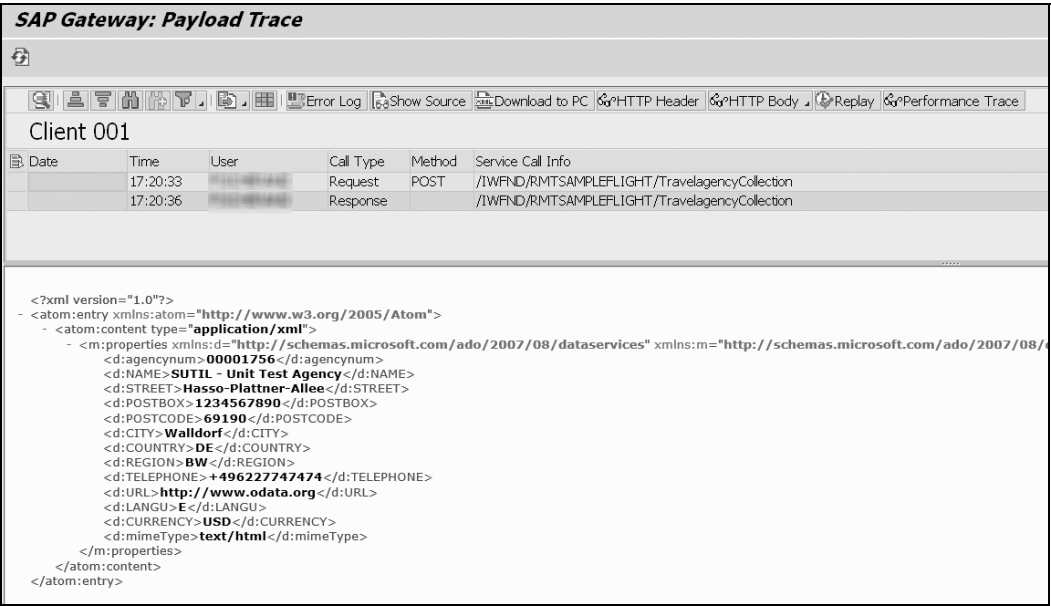 SAP Gateway: Payload Trace
Error Log Show Source Download to PC HTTP Header HTTP Body Replay Performance Trace
Client 001
Date Time User Call Type Method Service Call Info
17:20:33 Request POST /IWFND/RMTSAMPLEFLIGHT/TravelagencyCollection
17:20:36 Response /IWFND/RMTSAMPLEFLIGHT/TravelagencyCollection
<?xml version="1.0"?>
- <atom:entry xmlns:atom="http://www.w3.org/2005/Atom">
- <atom:content type="application/xml">
- <m:properties xmlns:d="http://schemas.microsoft.com/ado/2007/08/dataservices" xmlns:m="http://schemas.microsoft.com/ado/2007/08/
<d:agencynum>00001756</d:agencynum>
<d:NAME>SUTIL - Unit Test Agency</d:NAME>
<d:STREET>Hasso-Plattner-Allee</d:STREET>
<d:POSTBOX>1234567890</d:POSTBOX>
<d:POSTCODE>69190</d:POSTCODE>
<d:CITY>Walldorf</d:CITY>
<d:COUNTRY>DE</d:COUNTRY>
<d:REGION>BW</d:REGION>
<d:TELEPHONE>+496227747474</d:TELEPHONE>
<d:URL>http://www.odata.org</d:URL>
<d:LANGU>E</d:LANGU>
<d:CURRENCY>USD</d:CURRENCY>
<d:mimeType>text/html</d:mimeType>
</m:properties>
</atom:content>
</atom:entry>